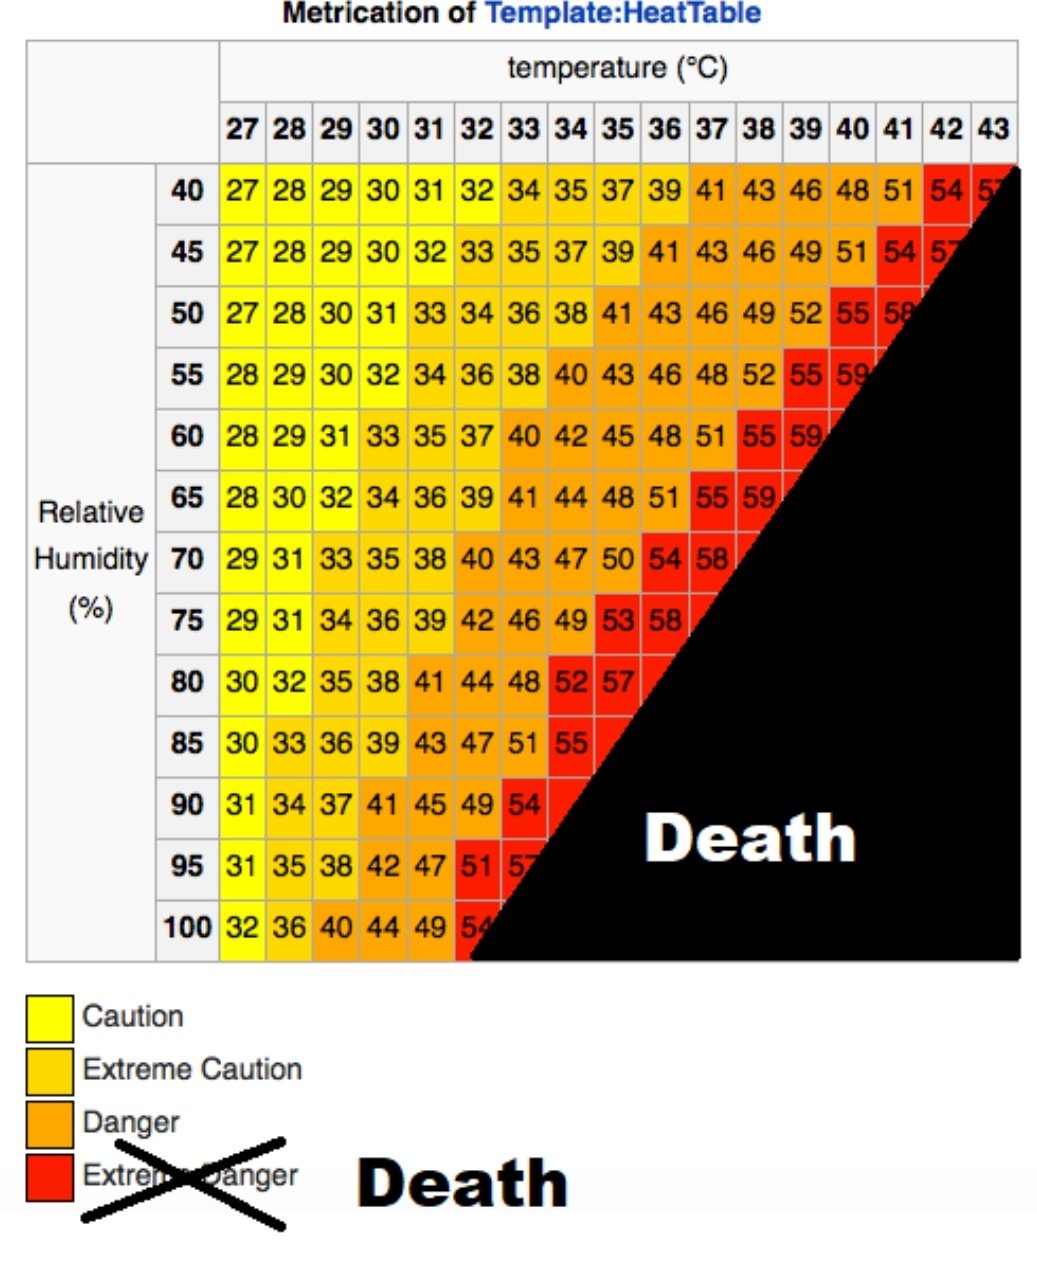 Metrication of Template:HeatTable
temperature (°C)
27 28 29 30 31 32 33 34 35 36 37 38 39 40 41 42 43
40 27 28 29 30 31 32 34 35 37 39 41 43 46 48 51 54 57
45 27 28 29 30 32 33 35 37 39 41 43 46 49 51 54 57
50 27 28 30 31 33 34 36 38 41 43 46 49 52 55 58
55 28 29 30 32 34 36 38 40 43 46 48 52 55 59
60 28 29 31 33 35 37 40 42 45 48 51 55 59
65 28 30 32 34 36 39 41 44 48 51 55 59
Relative
Humidity
(%)
70 29 31 33 35 38 40 43 47 50 54 58
75 29 31 34 36 39 42 46 49 53 58
80 30 32 35 38 41 44 48 52 57
85 30 33 36 39 43 47 51 55
90 31 34 37 41 45 49 54
95 31 35 38 42 47 51 57
100 32 36 40 44 49 54
Death
Caution
Extreme Caution
Danger
Extreme Danger
Death